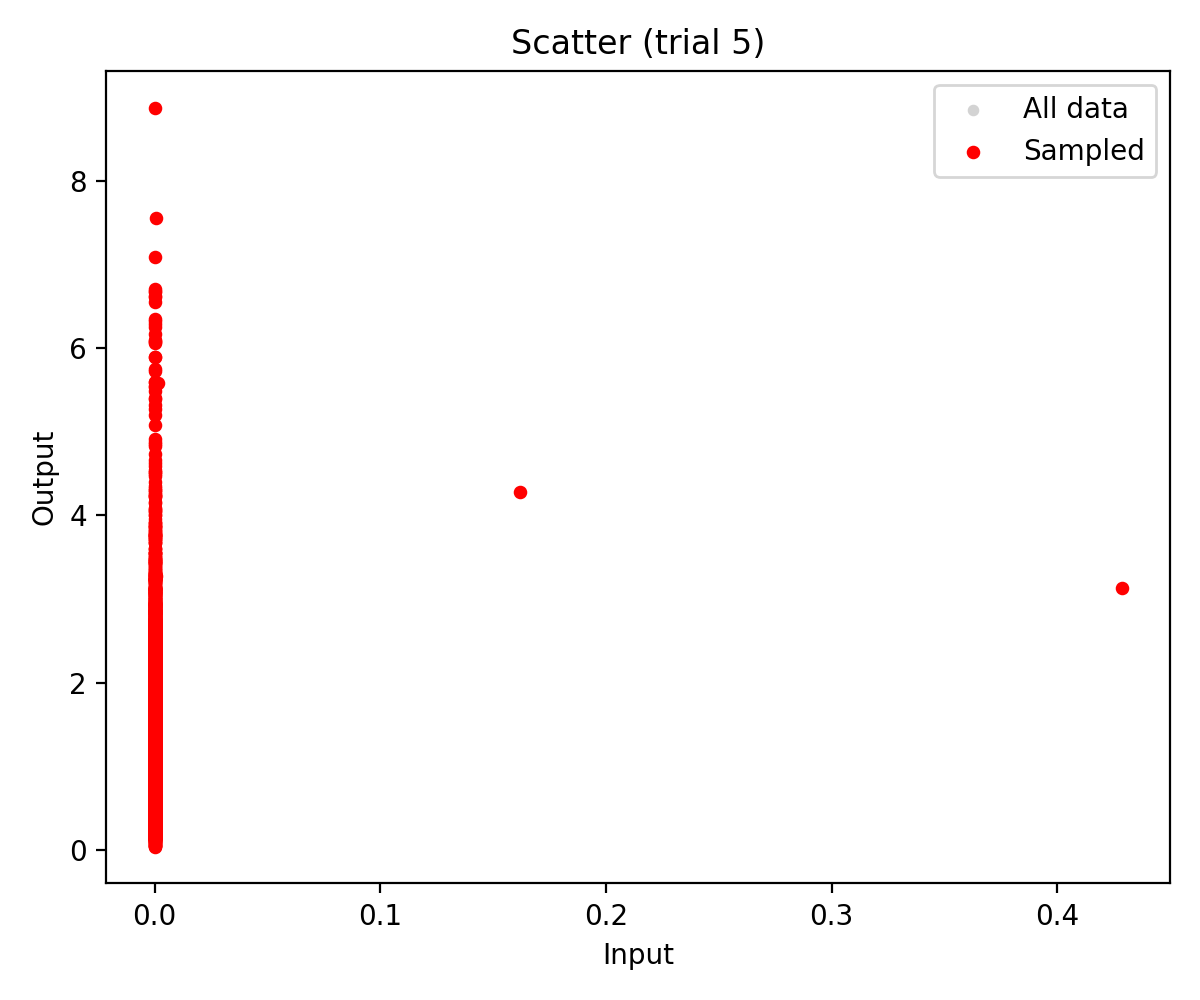 Scatter (trial 5)
All data
Sampled
8
6
4
2
0
Output
0.0 0.1 0.2 0.3 0.4
Input